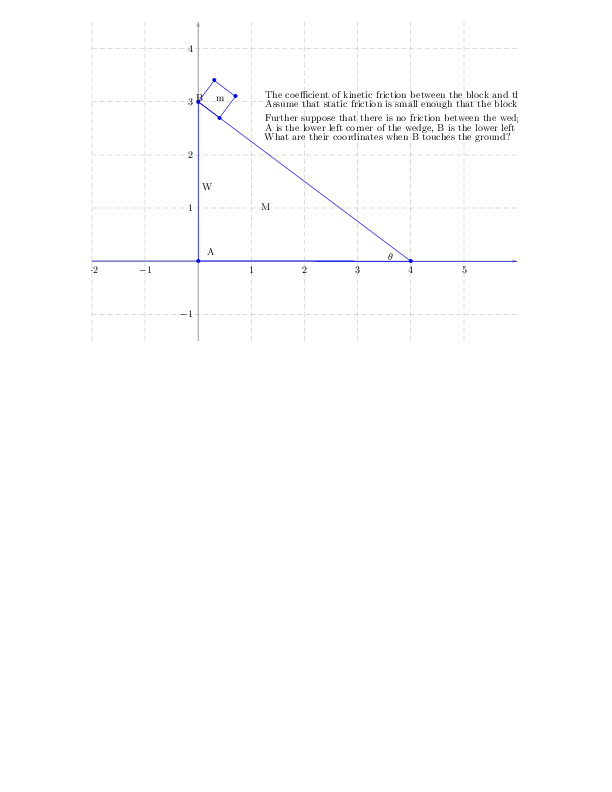 4
B m
The coefficient of kinetic friction between the block and th
3
Assume that static friction is small enough that the block
Further suppose that there is no friction between the wedg
A is the lower left corner of the wedge, B is the lower left
What are their coordinates when B touches the ground?
2
W
1
M
A
θ
-2 −1 1 2 3 4 5
−1